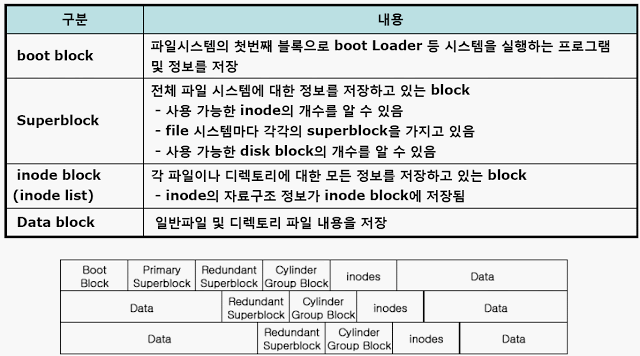 구분 내용
boot block
파일시스템의 첫번째 블록으로 boot Loader 등 시스템을 실행하는 프로그램
및 정보를 저장
Superblock
전체 파일 시스템에 대한 정보를 저장하고 있는 block
- 사용 가능한 inode의 개수를 알 수 있음
- file 시스템마다 각각의 superblock을 가지고 있음
- 사용 가능한 disk block의 개수를 알 수 있음
inode block
(inode list)
각 파일이나 디렉토리에 대한 모든 정보를 저장하고 있는 block
- inode의 자료구조 정보가 inode block에 저장됨
Data block
일반파일 및 디렉토리 파일 내용을 저장
Boot
Block
Primary
Superblock
Redundant
Superblock
Cylinder
Group Block
inodes
Data
Data
Redundant
Superblock
Cylinder
Group Block
inodes
Data
Data
Redundant
Superblock
Cylinder
Group Block
inodes
Data